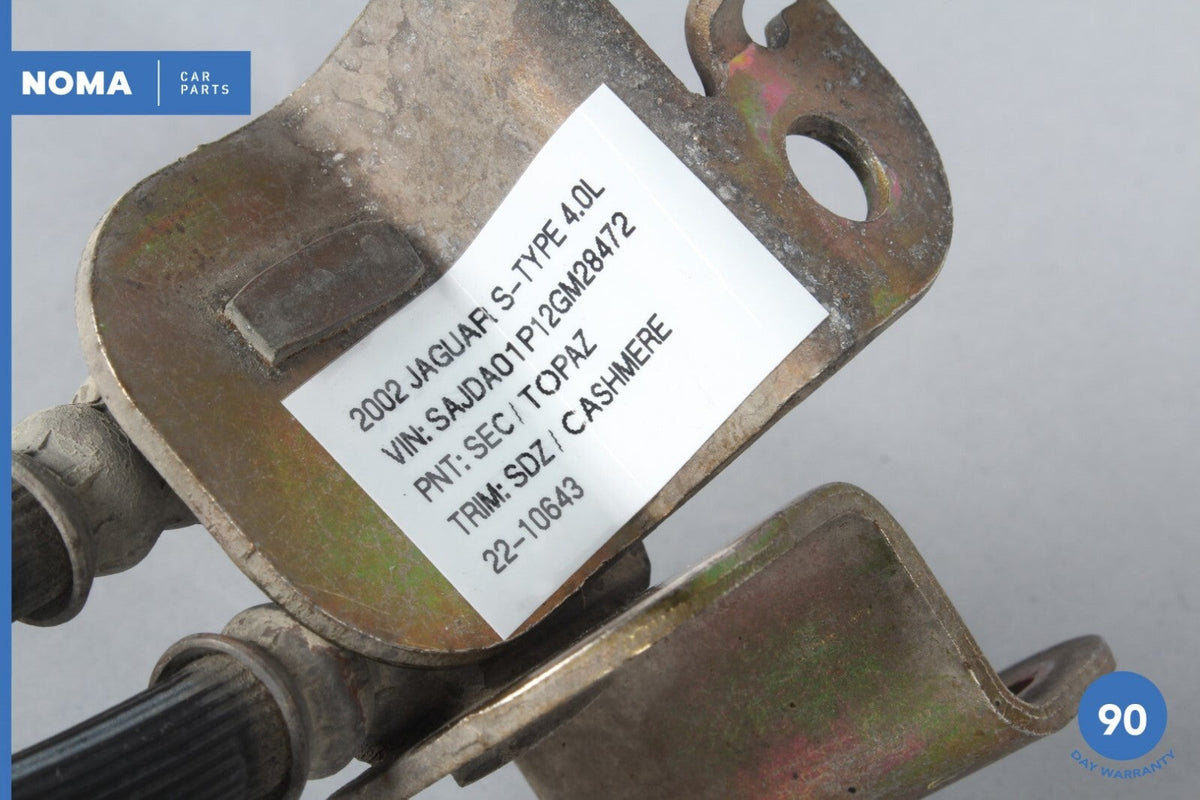 NOMA
CAR
PARTS
2002 JAGUAR S-TYPE 4.0L
VIN: SAJDA01P12GM28472
PNT: SEC / TOPAZ
TRIM: SDZ / CASHMERE
22-10643
90
DAY WARRANTY